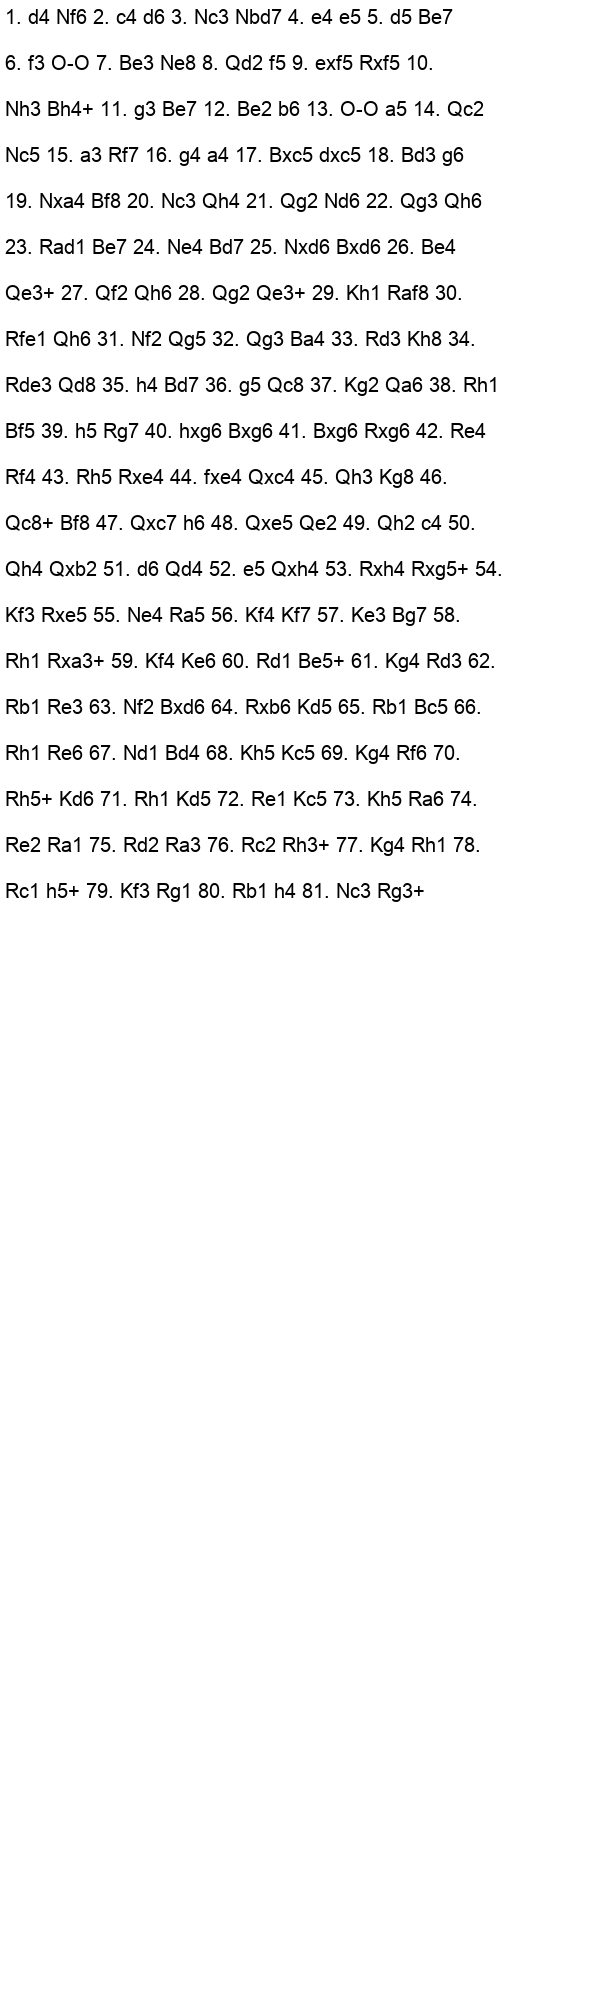 1. d4 Nf6 2. c4 d6 3. Nc3 Nbd7 4. e4 e5 5. d5 Be7
6. f3 O-O 7. Be3 Ne8 8. Qd2 f5 9. exf5 Rxf5 10.
Nh3 Bh4+ 11. g3 Be7 12. Be2 b6 13. O-O a5 14. Qc2
Nc5 15. a3 Rf7 16. g4 a4 17. Bxc5 dxc5 18. Bd3 g6
19. Nxa4 Bf8 20. Nc3 Qh4 21. Qg2 Nd6 22. Qg3 Qh6
23. Rad1 Be7 24. Ne4 Bd7 25. Nxd6 Bxd6 26. Be4
Qe3+ 27. Qf2 Qh6 28. Qg2 Qe3+ 29. Kh1 Raf8 30.
Rfe1 Qh6 31. Nf2 Qg5 32. Qg3 Ba4 33. Rd3 Kh8 34.
Rde3 Qd8 35. h4 Bd7 36. g5 Qc8 37. Kg2 Qa6 38. Rh1
Bf5 39. h5 Rg7 40. hxg6 Bxg6 41. Bxg6 Rxg6 42. Re4
Rf4 43. Rh5 Rxe4 44. fxe4 Qxc4 45. Qh3 Kg8 46.
Qc8+ Bf8 47. Qxc7 h6 48. Qxe5 Qe2 49. Qh2 c4 50.
Qh4 Qxb2 51. d6 Qd4 52. e5 Qxh4 53. Rxh4 Rxg5+ 54.
Kf3 Rxe5 55. Ne4 Ra5 56. Kf4 Kf7 57. Ke3 Bg7 58.
Rh1 Rxa3+ 59. Kf4 Ke6 60. Rd1 Be5+ 61. Kg4 Rd3 62.
Rb1 Re3 63. Nf2 Bxd6 64. Rxb6 Kd5 65. Rb1 Bc5 66.
Rh1 Re6 67. Nd1 Bd4 68. Kh5 Kc5 69. Kg4 Rf6 70.
Rh5+ Kd6 71. Rh1 Kd5 72. Re1 Kc5 73. Kh5 Ra6 74.
Re2 Ra1 75. Rd2 Ra3 76. Rc2 Rh3+ 77. Kg4 Rh1 78.
Rc1 h5+ 79. Kf3 Rg1 80. Rb1 h4 81. Nc3 Rg3+